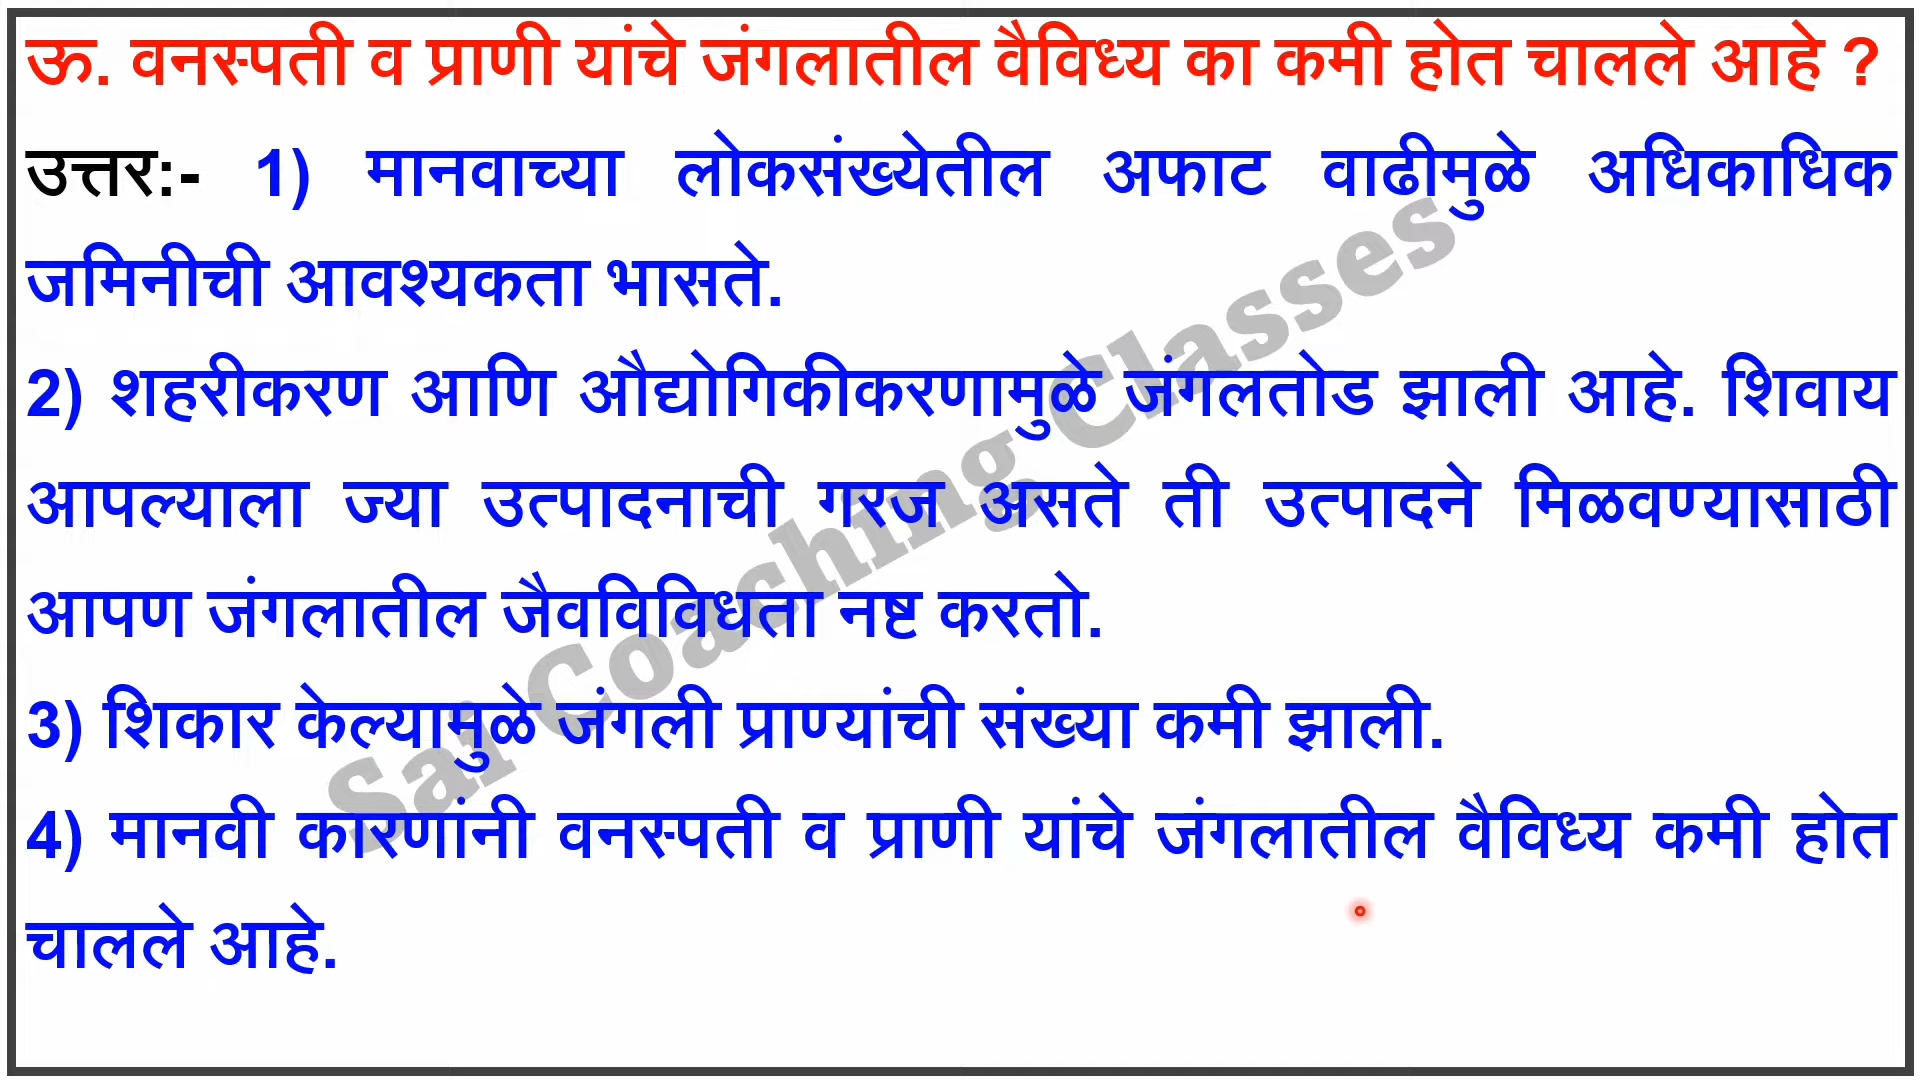 ऊ. वनस्पती व प्राणी यांचे जंगलातील वैविध्य का कमी होत चालले आहे ?
उत्तर:- 1) मानवाच्या लोकसंख्येतील अफाट वाढीमुळे अधिकाधिक
जमिनीची आवश्यकता भासते.
2) शहरीकरण आणि औद्योगिकीकरणामुळे जंगलतोड झाली आहे. शिवाय
आपल्याला ज्या उत्पादनाची गरज असते ती उत्पादने मिळवण्यासाठी
आपण जंगलातील जैवविविधता नष्ट करतो.
3) शिकार केल्यामुळे जंगली प्राण्यांची संख्या कमी झाली.
4) मानवी कारणांनी वनस्पती व प्राणी यांचे जंगलातील वैविध्य कमी होत
चालले आहे.
Sai Coaching Classes